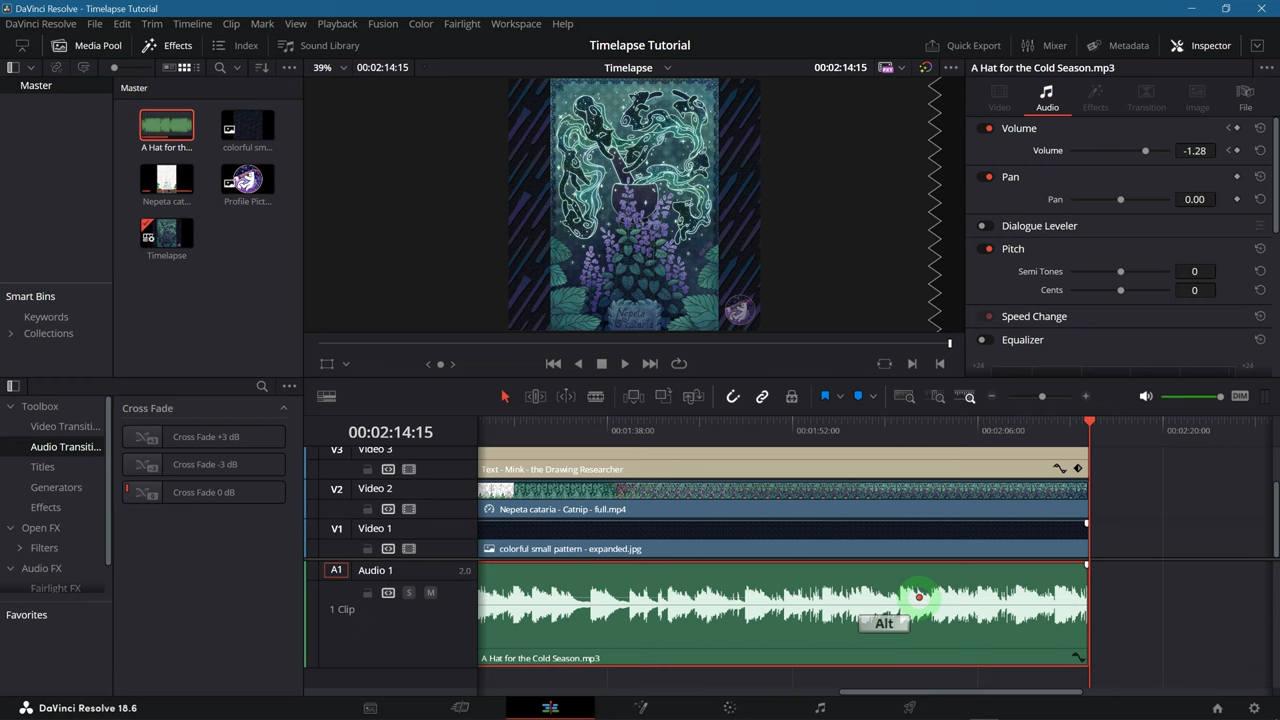 DaVinci Resolve - Timelapse Tutorial
DaVinci Resolve File Edit Trim Timeline Clip Mark View Playback Fusion Color Fairlight Workspace Help
Media Pool Effects Index Sound Library Timelapse Tutorial Quick Export Mixer Metadata Inspector
39% 00:02:14:15 Timelapse 00:02:14:15 A Hat for the Cold Season.mp3
Master
Master
Video Audio Effects Transition Image File
A Hat for th...
colorful sm...
Nepeta cat...
Profile Pict...
Timelapse
Nepeta
cataria
Volume
Volume -1.28
Pan
Pan 0.00
Dialogue Leveler
Pitch
Semi Tones 0
Cents 0
Speed Change
Equalizer
+24 +24
Smart Bins
Keywords
Collections
Toolbox
Video Transiti...
Audio Transiti...
Titles
Generators
Effects
Open FX
Filters
Audio FX
Fairlight FX
Favorites
Cross Fade
+3 Cross Fade +3 dB
-3 Cross Fade -3 dB
0 Cross Fade 0 dB
DIM
00:02:14:15
00:01:38:00 00:01:52:00 00:02:06:00 00:02:20:00
V3 Video 3
Text - Mink - the Drawing Researcher
V2 Video 2
Nepeta cataria - Catnip - full.mp4
V1 Video 1
colorful small pattern - expanded.jpg
A1 Audio 1 2.0
S M
1 Clip
Alt
A Hat for the Cold Season.mp3
DaVinci Resolve 18.6